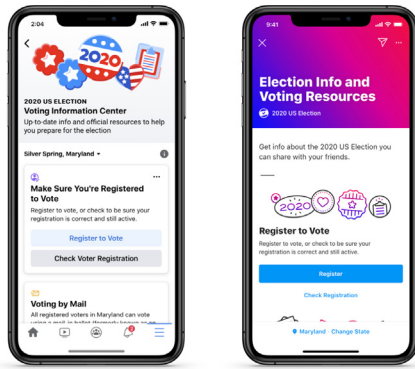 2:04
2020
2020 US ELECTION
Voting Information Center
Up-to-date info and official resources to help
you prepare for the election
Silver Spring, Maryland
Make Sure You're Registered
to Vote
Register to vote, or check to be sure your
registration is correct and still active.
Register to Vote
Check Voter Registration
Voting by Mail
All registered voters in Maryland can vote
9:41
Election Info and
Voting Resources
2020 US Election
Get info about the 2020 US Election you
can share with your friends.
2020
Register to Vote
Register to vote, or check to be sure your
registration is correct and still active.
Register
Check Registration
Maryland · Change State